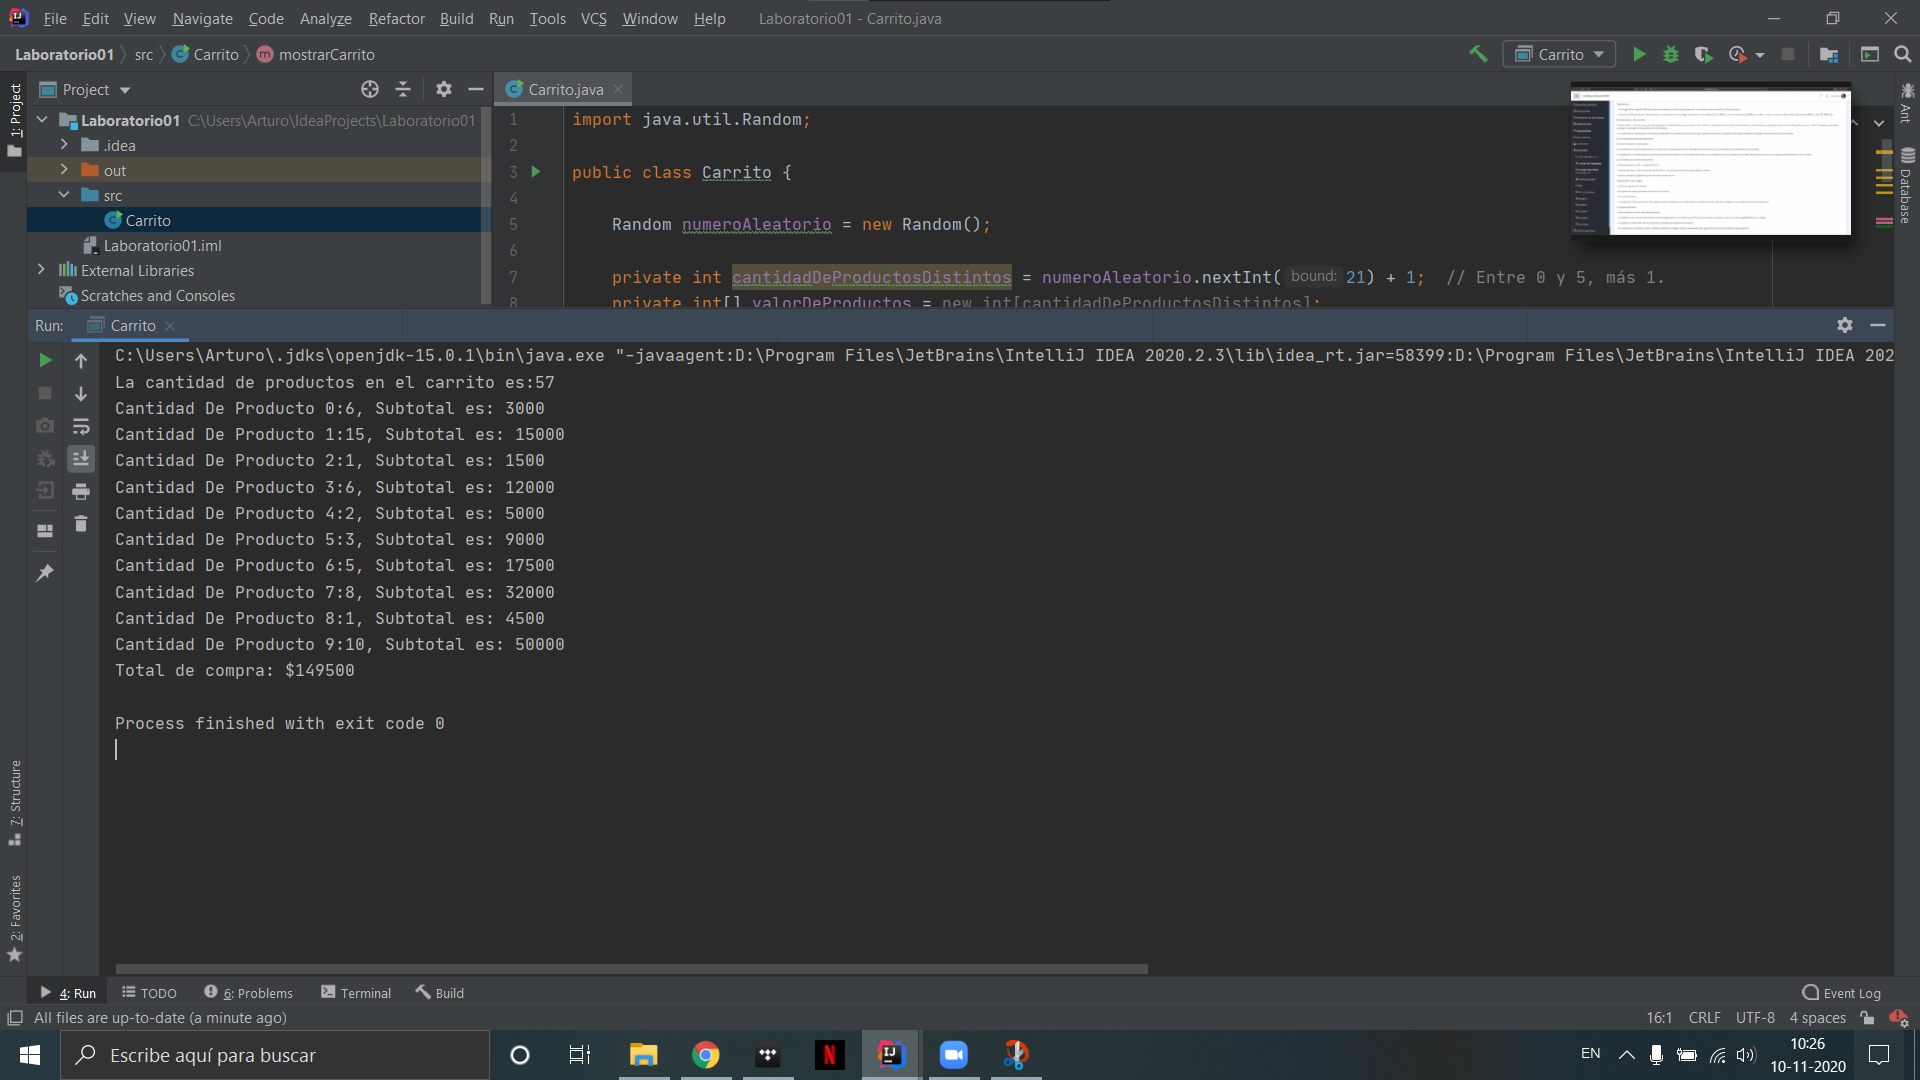 File Edit View Navigate Code Analyze Refactor Build Run Tools VCS Window Help Laboratorio01 - Carrito.java
Laboratorio01 src Carrito mostrarCarrito
Carrito
Project
Carrito.java
1: Project
Laboratorio01 C:\Users\Arturo\IdeaProjects\Laboratorio01
.idea
out
src
Carrito
Laboratorio01.iml
External Libraries
Scratches and Consoles
1 import java.util.Random;
2
3 public class Carrito {
4
5 Random numeroAleatorio = new Random();
6
7 private int cantidadDeProductosDistintos = numeroAleatorio.nextInt( bound: 21) + 1; // Entre 0 y 5, más 1.
8 private int[] valorDeProductos = new int[cantidadDeProductosDistintos];
Ant
Database
Run: Carrito
C:\Users\Arturo\.jdks\openjdk-15.0.1\bin\java.exe "-javaagent:D:\Program Files\JetBrains\IntelliJ IDEA 2020.2.3\lib\idea_rt.jar=58399:D:\Program Files\JetBrains\IntelliJ IDEA 202
La cantidad de productos en el carrito es:57
Cantidad De Producto 0:6, Subtotal es: 3000
Cantidad De Producto 1:15, Subtotal es: 15000
Cantidad De Producto 2:1, Subtotal es: 1500
Cantidad De Producto 3:6, Subtotal es: 12000
Cantidad De Producto 4:2, Subtotal es: 5000
Cantidad De Producto 5:3, Subtotal es: 9000
Cantidad De Producto 6:5, Subtotal es: 17500
Cantidad De Producto 7:8, Subtotal es: 32000
Cantidad De Producto 8:1, Subtotal es: 4500
Cantidad De Producto 9:10, Subtotal es: 50000
Total de compra: $149500
Process finished with exit code 0
7: Structure
2: Favorites
4: Run TODO 6: Problems Terminal Build Event Log
All files are up-to-date (a minute ago) 16:1 CRLF UTF-8 4 spaces
Escribe aquí para buscar
EN
10:26
10-11-2020